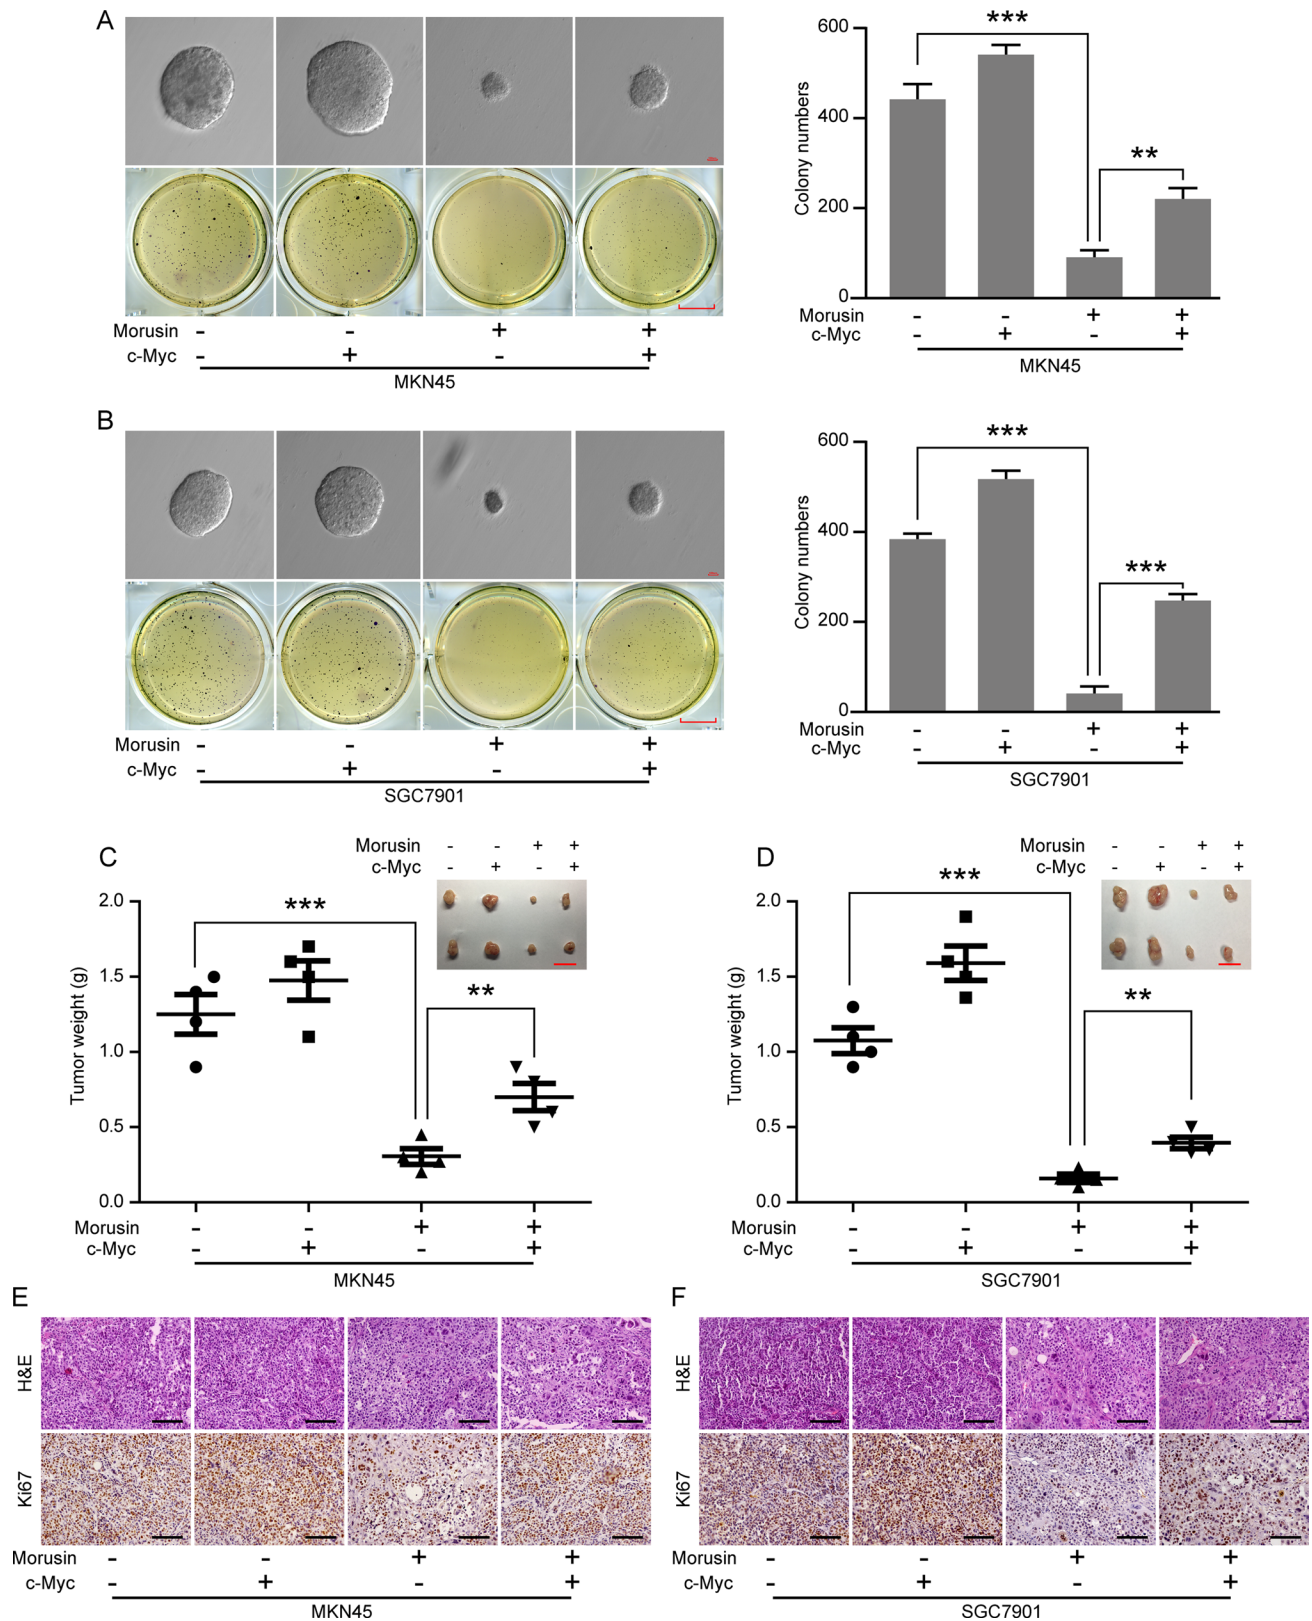 A
Morusin - - + +
c-Myc - + - +
MKN45
***
**
600
400
200
0
Colony numbers
Morusin - - + +
c-Myc - + - +
MKN45
B
Morusin - - + +
c-Myc - + - +
SGC7901
***
***
600
400
200
0
Colony numbers
Morusin - - + +
c-Myc - + - +
SGC7901
C
Morusin - - + +
c-Myc - + - +
***
**
2.0
1.5
1.0
0.5
0.0
Tumor weight (g)
Morusin - - + +
c-Myc - + - +
MKN45
D
Morusin - - + +
c-Myc - + - +
***
**
2.0
1.5
1.0
0.5
0.0
Tumor weight (g)
Morusin - - + +
c-Myc - + - +
SGC7901
E
H&E
Ki67
Morusin - - + +
c-Myc - + - +
MKN45
F
H&E
Ki67
Morusin - - + +
c-Myc - + - +
SGC7901